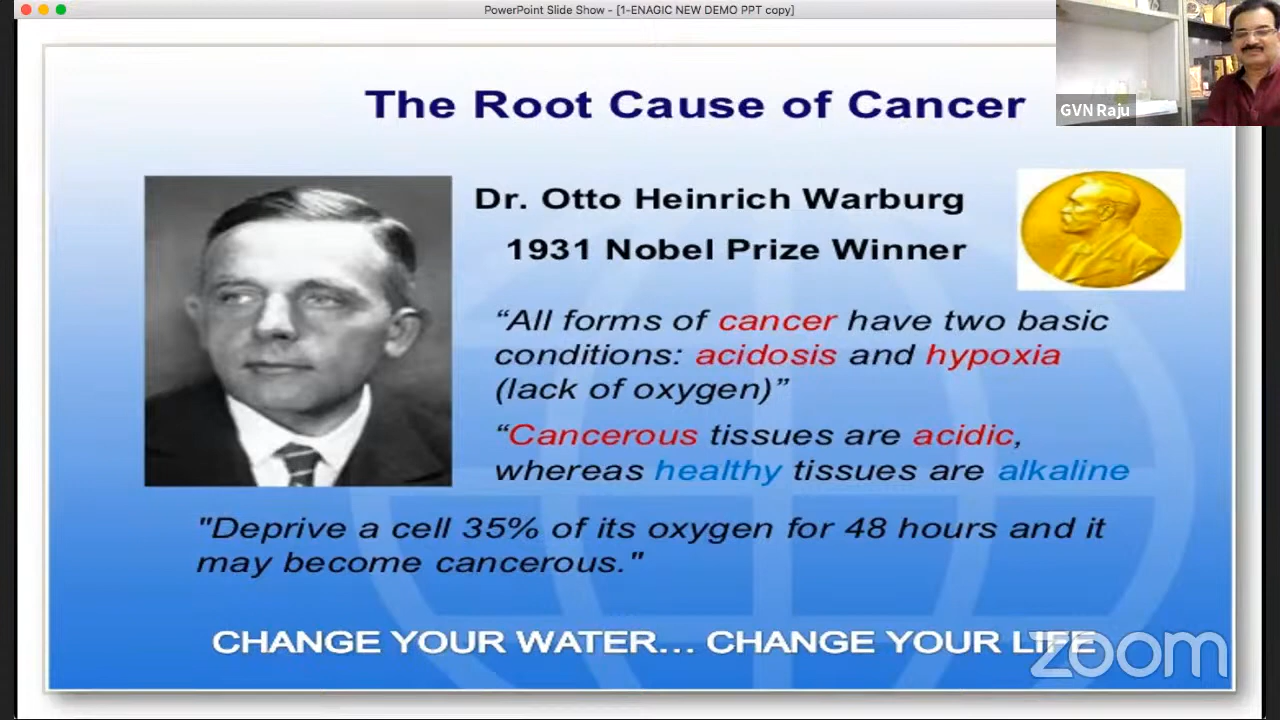 PowerPoint Slide Show - [1-ENAGIC NEW DEMO PPT copy]
GVN Raju
The Root Cause of Cancer
Dr. Otto Heinrich Warburg
1931 Nobel Prize Winner
“All forms of cancer have two basic
conditions: acidosis and hypoxia
(lack of oxygen)”
“Cancerous tissues are acidic,
whereas healthy tissues are alkaline
"Deprive a cell 35% of its oxygen for 48 hours and it
may become cancerous."
CHANGE YOUR WATER... CHANGE YOUR LIFE
zoom